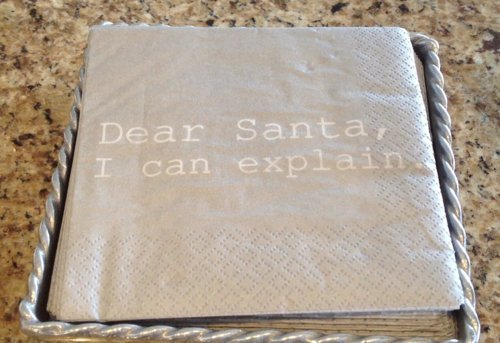 Dear Santa,
I can explain.